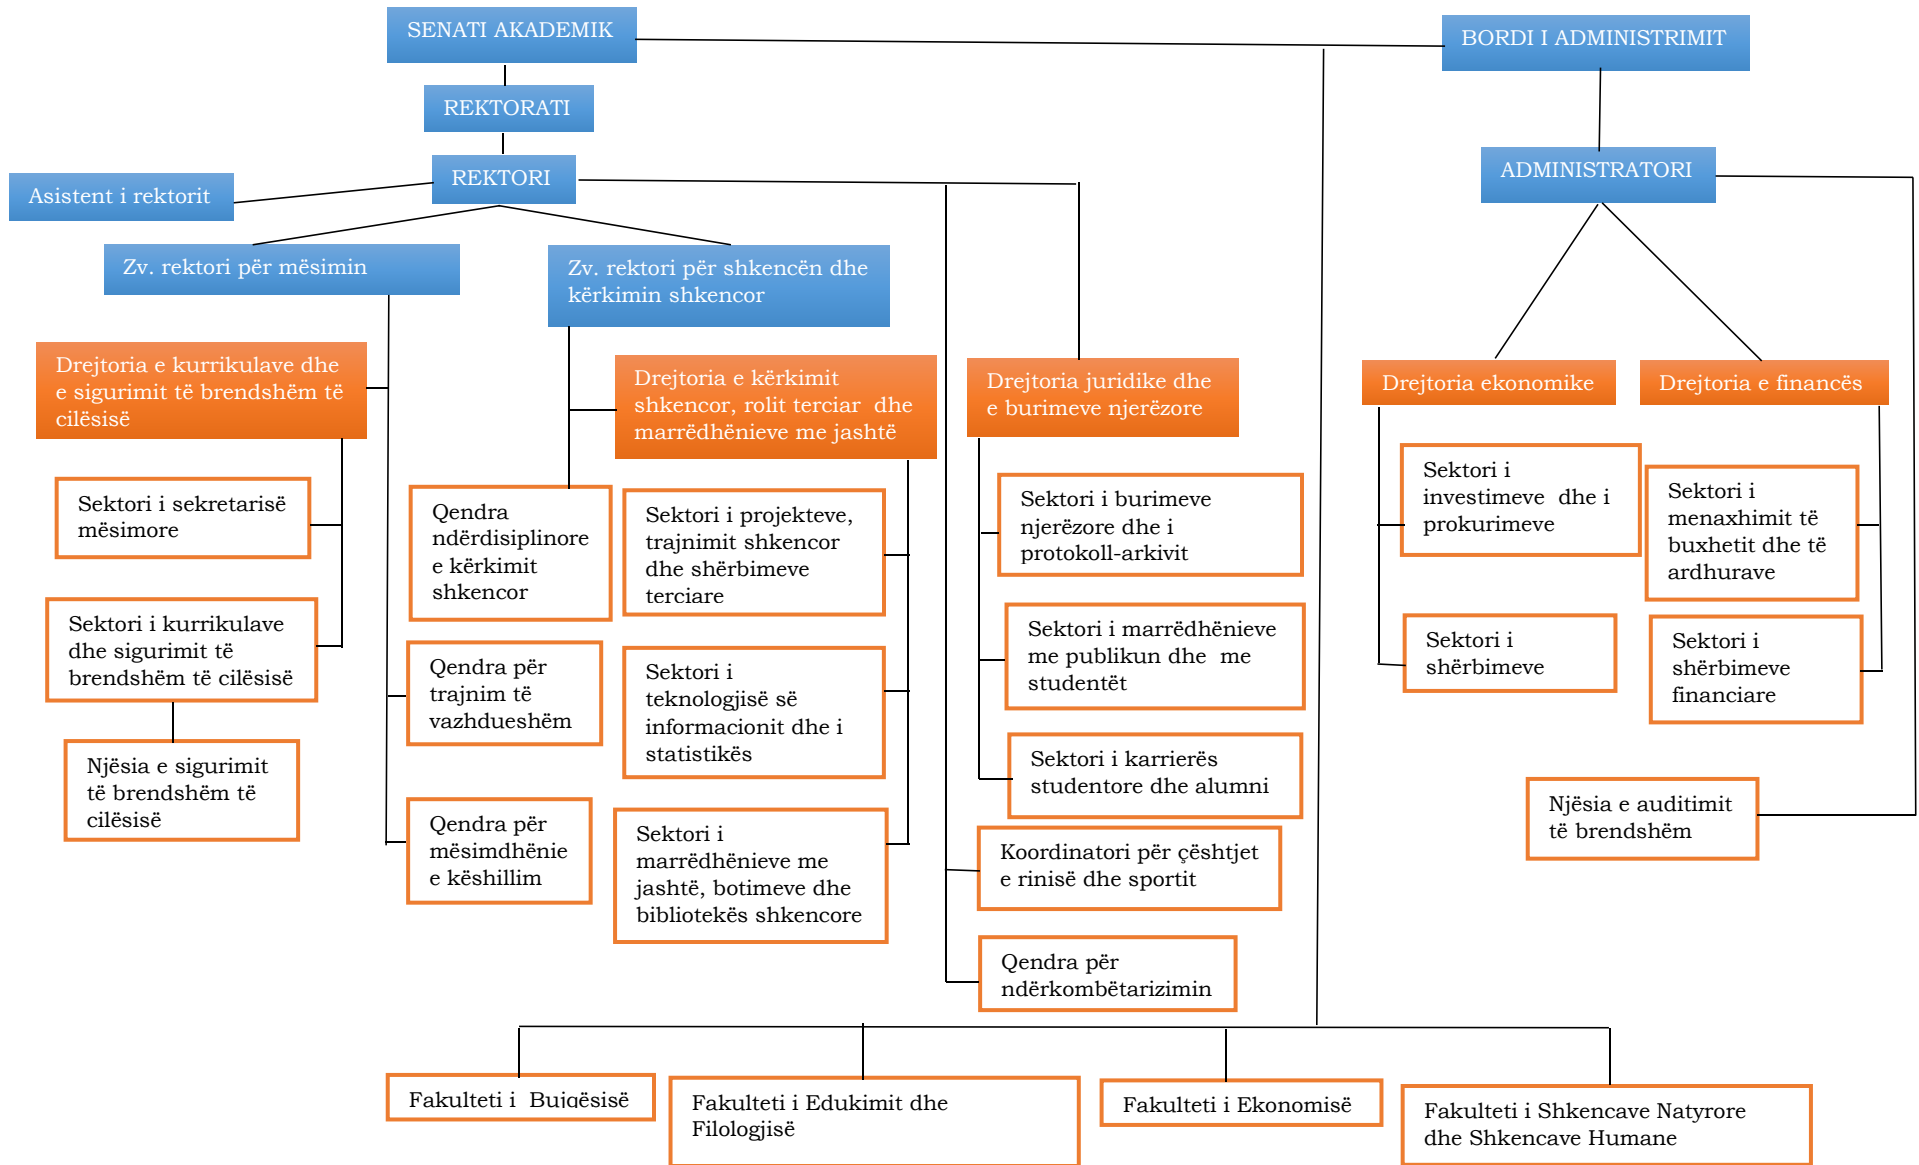 SENATI AKADEMIK
BORDI I ADMINISTRIMIT
REKTORATI
REKTORI
ADMINISTRATORI
Asistent i rektorit
Zv. rektori për mësimin
Zv. rektori për shkencën dhe
kërkimin shkencor
Drejtoria e kurrikulave dhe
e sigurimit të brendshëm të
cilësisë
Drejtoria e kërkimit
shkencor, rolit terciar  dhe
marrëdhënieve me jashtë
Drejtoria juridike dhe
e burimeve njerëzore
Drejtoria ekonomike
Drejtoria e financës
Sektori i sekretarisë
mësimore
Sektori i kurrikulave
dhe sigurimit të
brendshëm të cilësisë
Njësia e sigurimit
të brendshëm të
cilësisë
Qendra
ndërdisiplinore
e kërkimit
shkencor
Qendra për
trajnim të
vazhdueshëm
Qendra për
mësimdhënie
e këshillim
Sektori i projekteve,
trajnimit shkencor
dhe shërbimeve
terciare
Sektori i
teknologjisë së
informacionit dhe i
statistikës
Sektori i
marrëdhënieve me
jashtë, botimeve dhe
bibliotekës shkencore
Sektori i burimeve
njerëzore dhe i
protokoll-arkivit
Sektori i marrëdhënieve
me publikun dhe  me
studentët
Sektori i karrierës
studentore dhe alumni
Koordinatori për çështjet
e rinisë dhe sportit
Qendra për
ndërkombëtarizimin
Sektori i
investimeve  dhe i
prokurimeve
Sektori i
shërbimeve
Sektori i
menaxhimit të
buxhetit dhe të
ardhurave
Sektori i
shërbimeve
financiare
Njësia e auditimit
të brendshëm
Fakulteti i  Bujqësisë
Fakulteti i Edukimit dhe
Filologjisë
Fakulteti i Ekonomisë
Fakulteti i Shkencave Natyrore
dhe Shkencave Humane